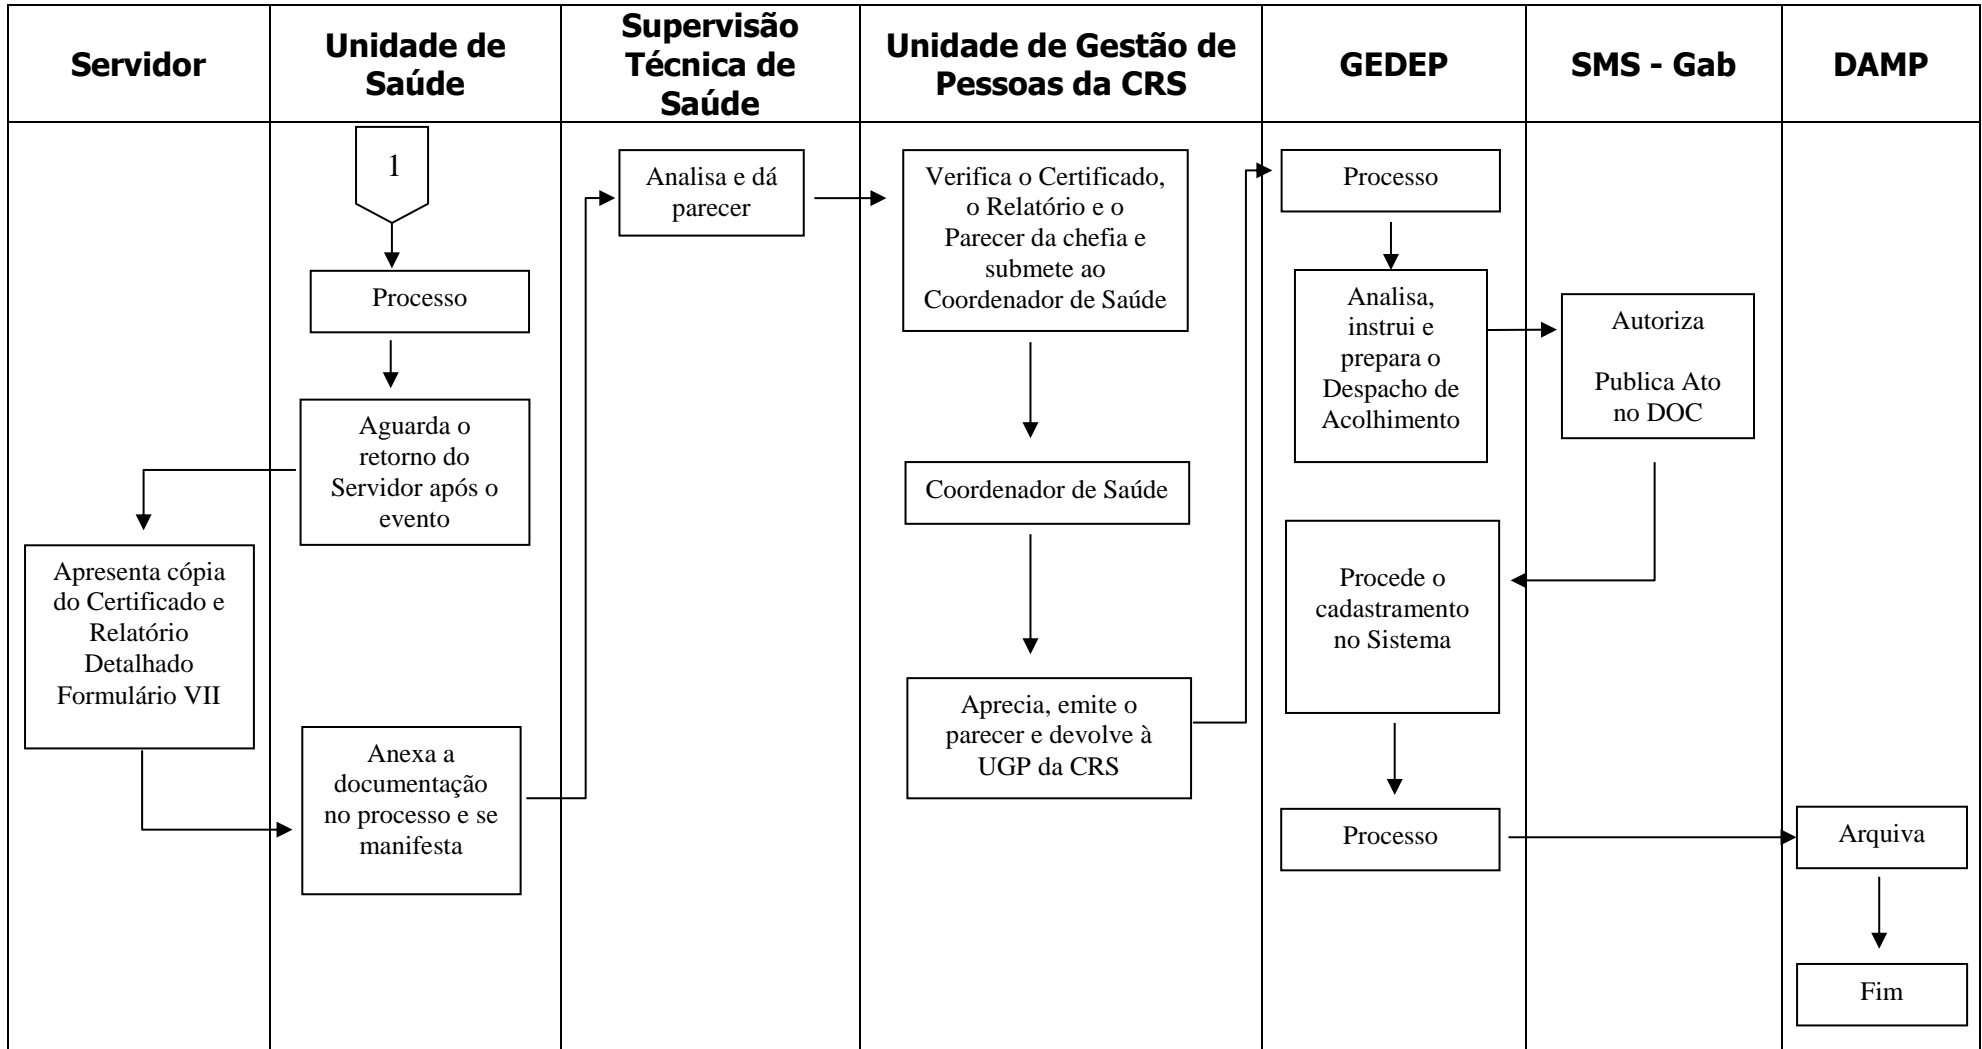 Servidor
Unidade de
Saúde
Supervisão
Técnica de
Saúde
Unidade de Gestão de
Pessoas da CRS
GEDEP
SMS - Gab
DAMP
1
Processo
Aguarda o
retorno do
Servidor após o
evento
Apresenta cópia
do Certificado e
Relatório
Detalhado
Formulário VII
Anexa a
documentação
no processo e se
manifesta
Analisa e dá
parecer
Verifica o Certificado,
o Relatório e o
Parecer da chefia e
submete ao
Coordenador de Saúde
Coordenador de Saúde
Aprecia, emite o
parecer e devolve à
UGP da CRS
Processo
Analisa,
instrui e
prepara o
Despacho de
Acolhimento
Autoriza
Publica Ato
no DOC
Procede o
cadastramento
no Sistema
Processo
Arquiva
Fim